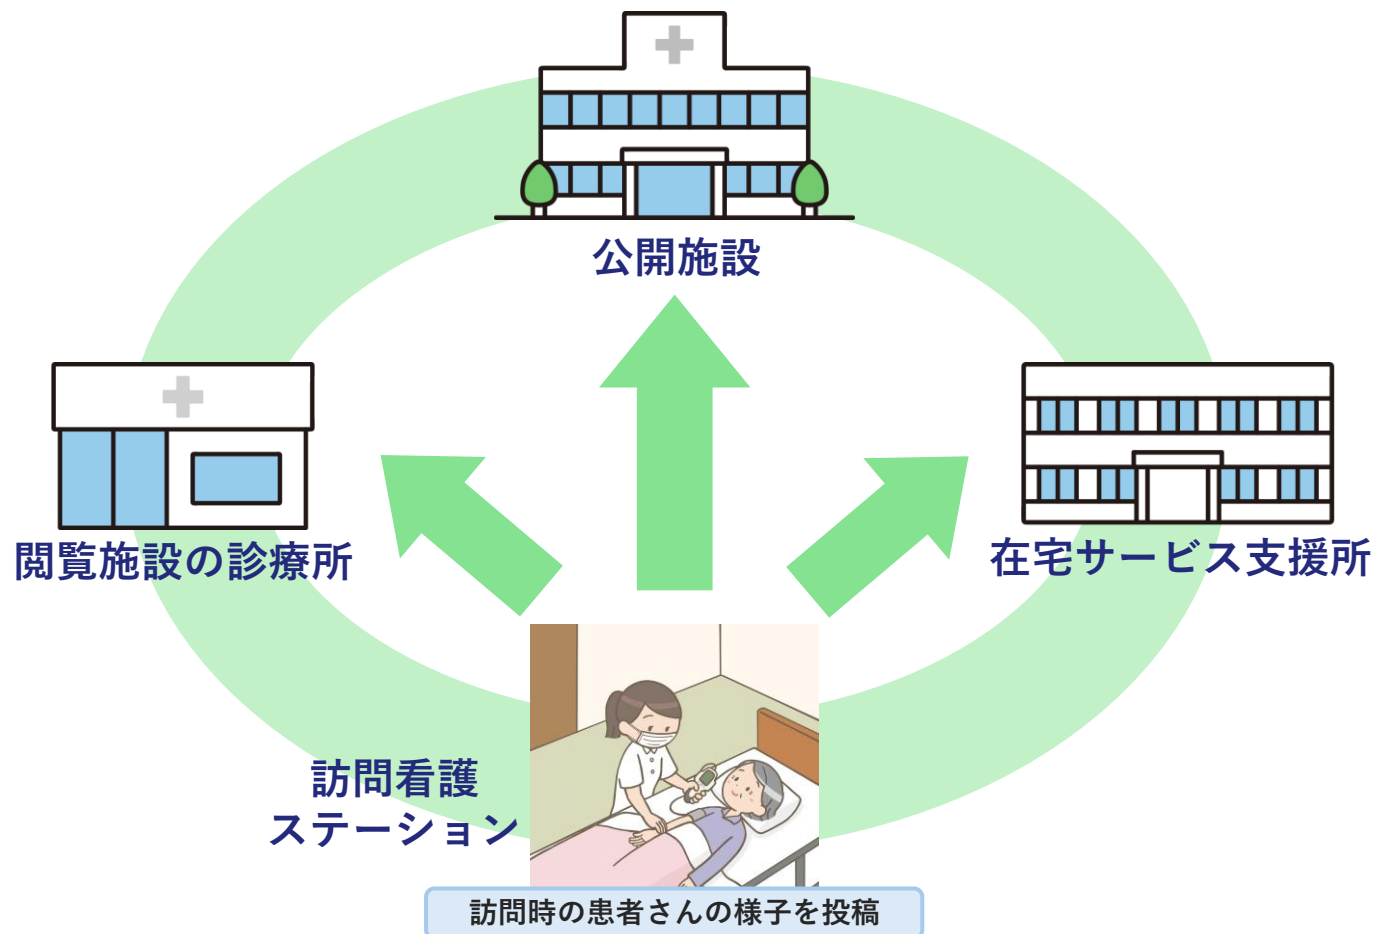 公開施設
閲覧施設の診療所
在宅サービス支援所
訪問看護
ステーション
訪問時の患者さんの様子を投稿